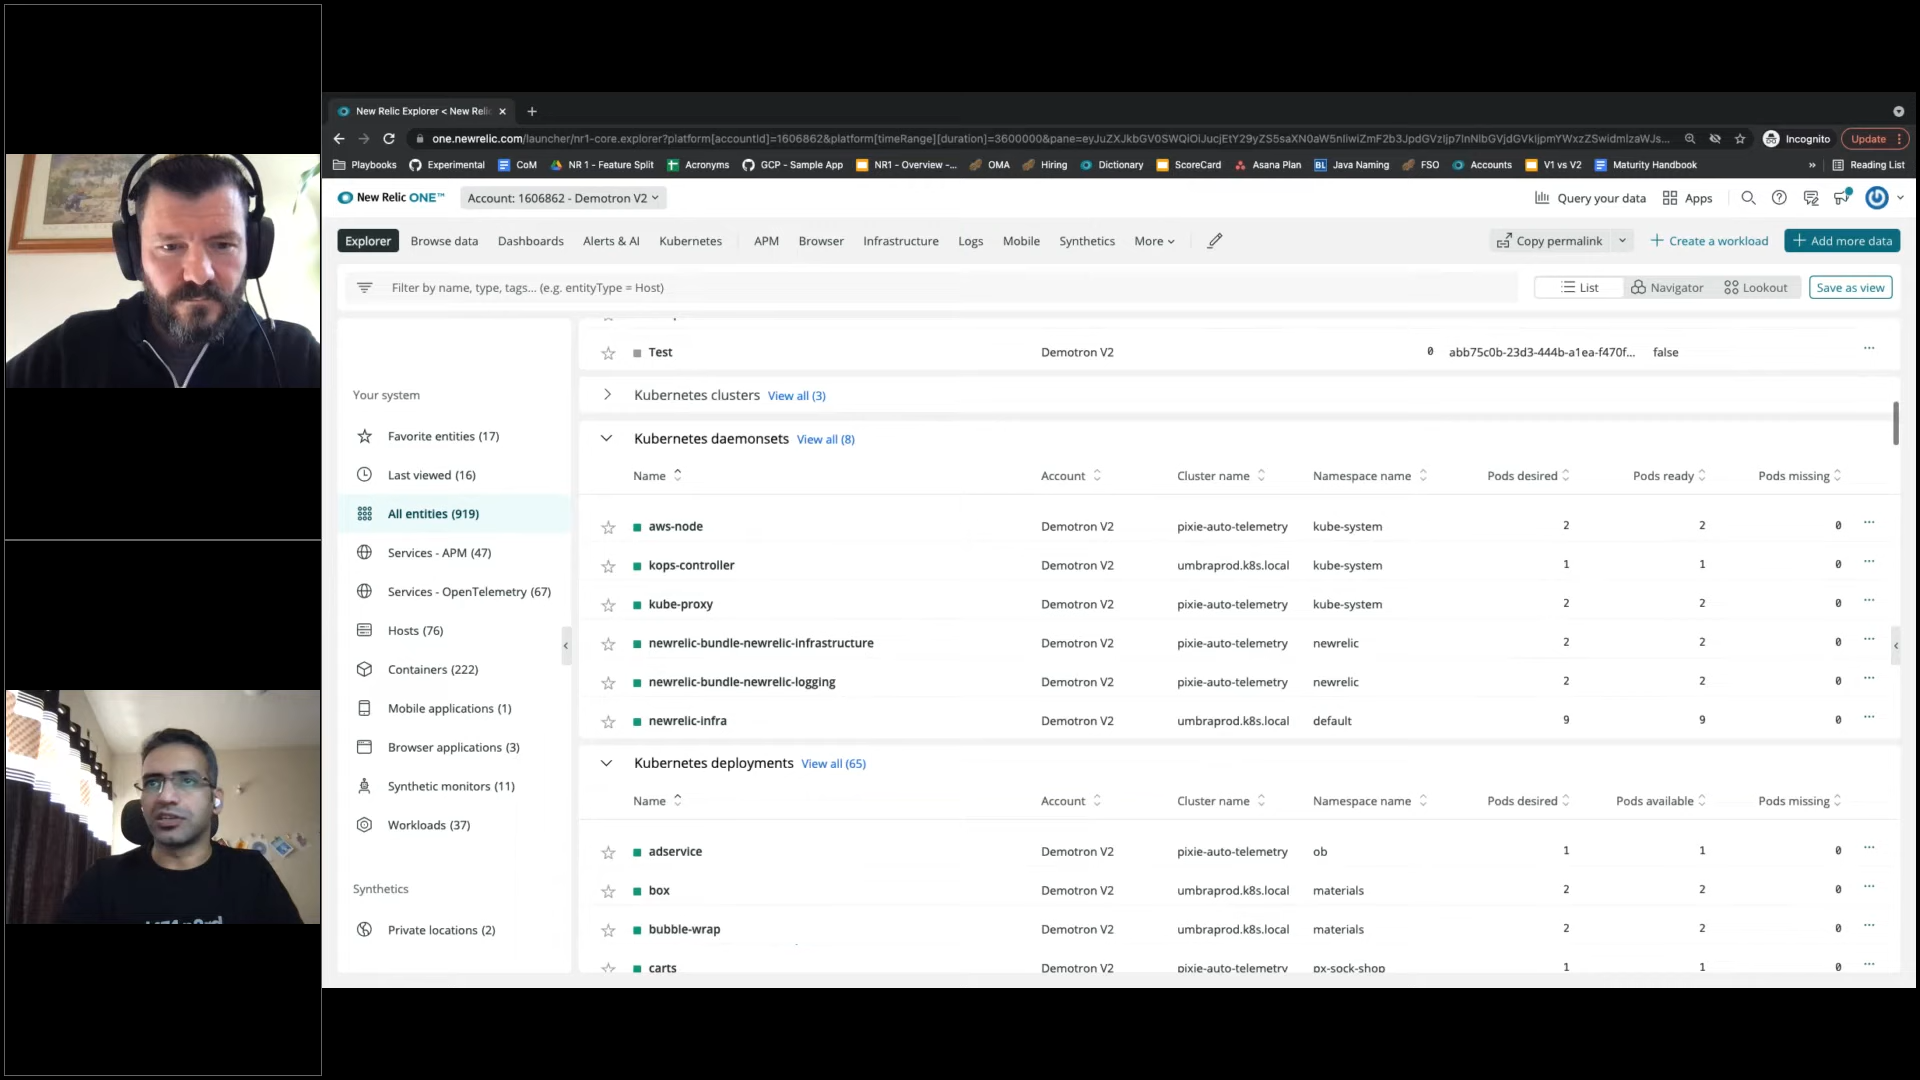 New Relic Explorer < New Reli
one.newrelic.com/launcher/nr1-core.explorer?platform[accountId]=1606862&platform[timeRange][duration]=3600000&pane=
Incognito
Update
Playbooks
Experimental
CoM
NR 1 - Feature Split
Acronyms
GCP - Sample App
NR1 - Overview -...
OMA
Hiring
Dictionary
ScoreCard
Asana Plan
BL Java Naming
FSO
Accounts
V1 vs V2
Maturity Handbook
»
Reading List
New Relic ONE™
Account: 1606862 - Demotron V2
Query your data
Apps
Explorer
Browse data
Dashboards
Alerts & AI
Kubernetes
APM
Browser
Infrastructure
Logs
Mobile
Synthetics
More
Copy permalink
+ Create a workload
+ Add more data
Filter by name, type, tags... (e.g. entityType = Host)
List
Navigator
Lookout
Save as view
Your system
Favorite entities (17)
Last viewed (16)
All entities (919)
Services - APM (47)
Services - OpenTelemetry (67)
Hosts (76)
Containers (222)
Mobile applications (1)
Browser applications (3)
Synthetic monitors (11)
Workloads (37)
Synthetics
Private locations (2)
Test Demotron V2 0 abb75c0b-23d3-444b-a1ea-f470f... false ...
Kubernetes clusters View all (3)
Kubernetes daemonsets View all (8)
Name Account Cluster name Namespace name Pods desired Pods ready Pods missing
aws-node Demotron V2 pixie-auto-telemetry kube-system 2 2 0 ...
kops-controller Demotron V2 umbraprod.k8s.local kube-system 1 1 0 ...
kube-proxy Demotron V2 pixie-auto-telemetry kube-system 2 2 0 ...
newrelic-bundle-newrelic-infrastructure Demotron V2 pixie-auto-telemetry newrelic 2 2 0 ...
newrelic-bundle-newrelic-logging Demotron V2 pixie-auto-telemetry newrelic 2 2 0 ...
newrelic-infra Demotron V2 umbraprod.k8s.local default 9 9 0 ...
Kubernetes deployments View all (65)
Name Account Cluster name Namespace name Pods desired Pods available Pods missing
adservice Demotron V2 pixie-auto-telemetry ob 1 1 0 ...
box Demotron V2 umbraprod.k8s.local materials 2 2 0 ...
bubble-wrap Demotron V2 umbraprod.k8s.local materials 2 2 0 ...
carts Demotron V2 pixie-auto-telemetry px-sock-shop 1 1 0 ...